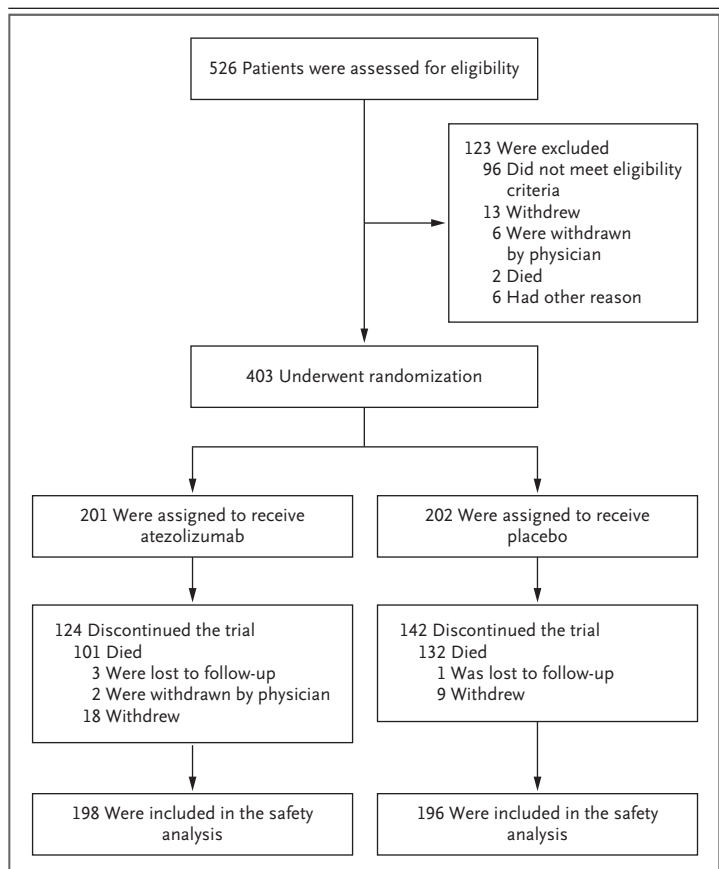 526 Patients were assessed for eligibility
123 Were excluded
96 Did not meet eligibility
criteria
13 Withdrew
6 Were withdrawn
by physician
2 Died
6 Had other reason
403 Underwent randomization
201 Were assigned to receive
atezolizumab
202 Were assigned to receive
placebo
124 Discontinued the trial
101 Died
3 Were lost to follow-up
2 Were withdrawn by physician
18 Withdrew
142 Discontinued the trial
132 Died
1 Was lost to follow-up
9 Withdrew
198 Were included in the safety
analysis
196 Were included in the safety
analysis